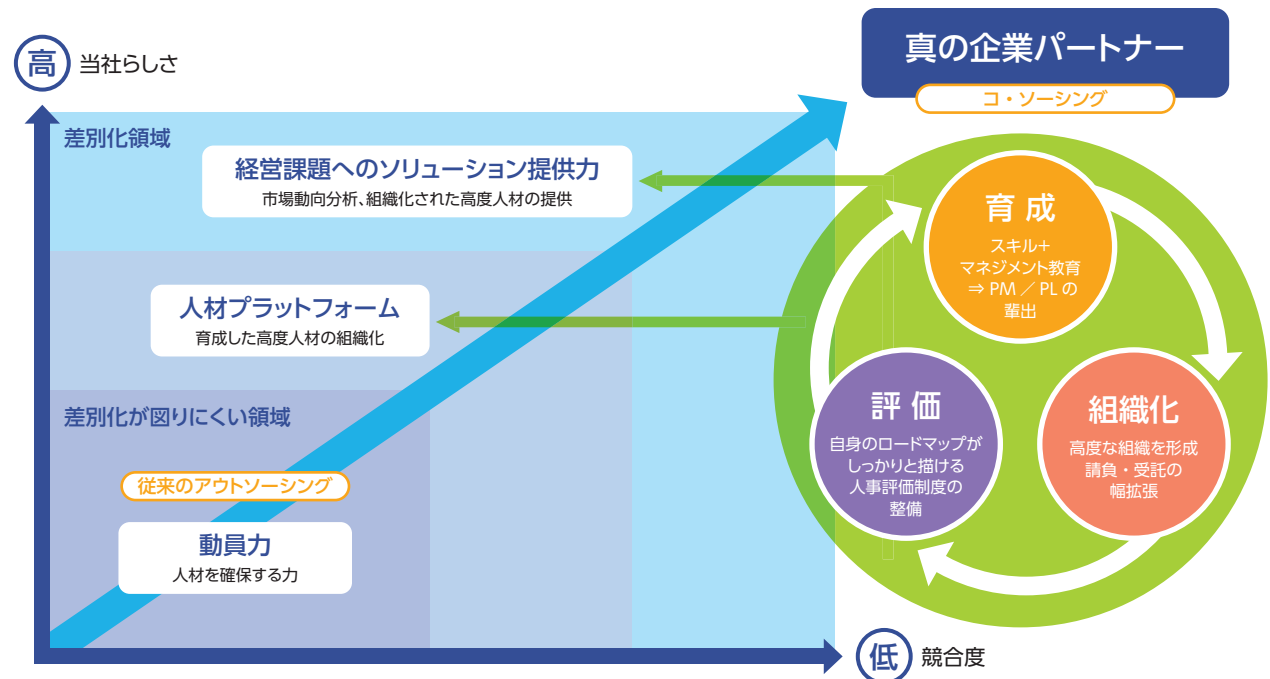 高 当社らしさ
真の企業パートナー
コ・ソーシング
差別化領域
経営課題へのソリューション提供力
市場動向分析、組織化された高度人材の提供
人材プラットフォーム
育成した高度人材の組織化
差別化が図りにくい領域
従来のアウトソーシング
動員力
人材を確保する力
育 成
スキル＋
マネジメント教育
⇒ PM ／ PL の
輩出
評 価
自身のロードマップが
しっかりと描ける
人事評価制度の
整備
組織化
高度な組織を形成
請負・受託の
幅拡張
低 競合度